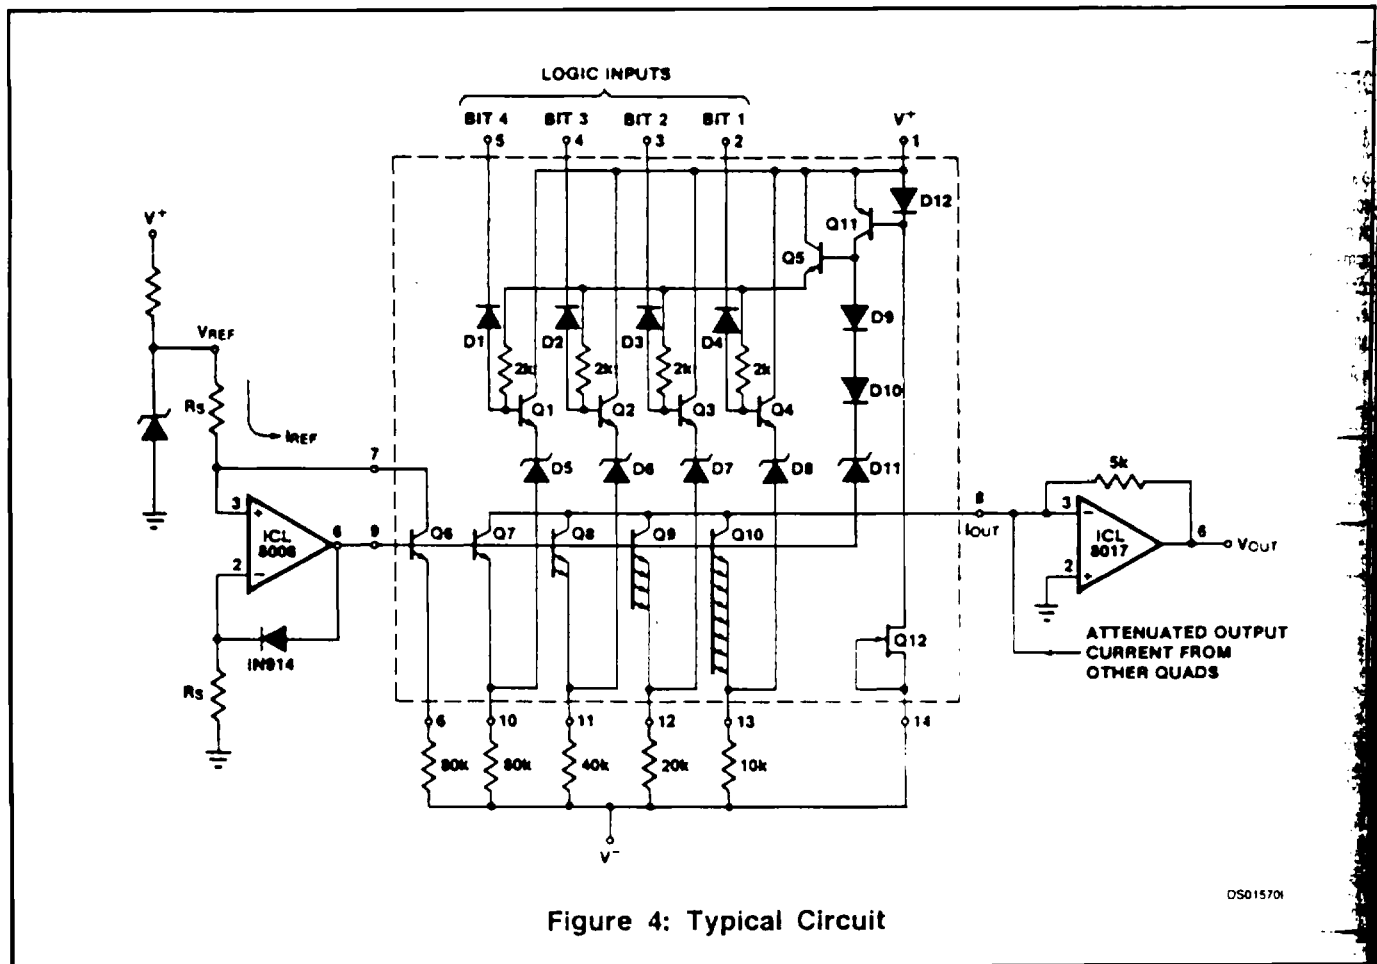 LOGIC INPUTS
BIT 4 BIT 3 BIT 2 BIT 1 V+
5 4 3 2 1
D12
V+
Q11
Q5
D9
VREF
D1 D2 D3 D4
2k 2k 2k 2k
D10
RS
Q1 Q2 Q3 Q4
IREF
7
D5 D6 D7 D8 D11
5k
8
3 + Q6 Q7 Q8 Q9 Q10 IOUT 3 −
ICL
8008
6 9
ICL
8017
6 VOUT
2 −
2 +
IN914
Q12
ATTENUATED OUTPUT
CURRENT FROM
OTHER QUADS
RS
6 10 11 12 13 14
80k 80k 40k 20k 10k
V−
DS01570I
Figure 4: Typical Circuit